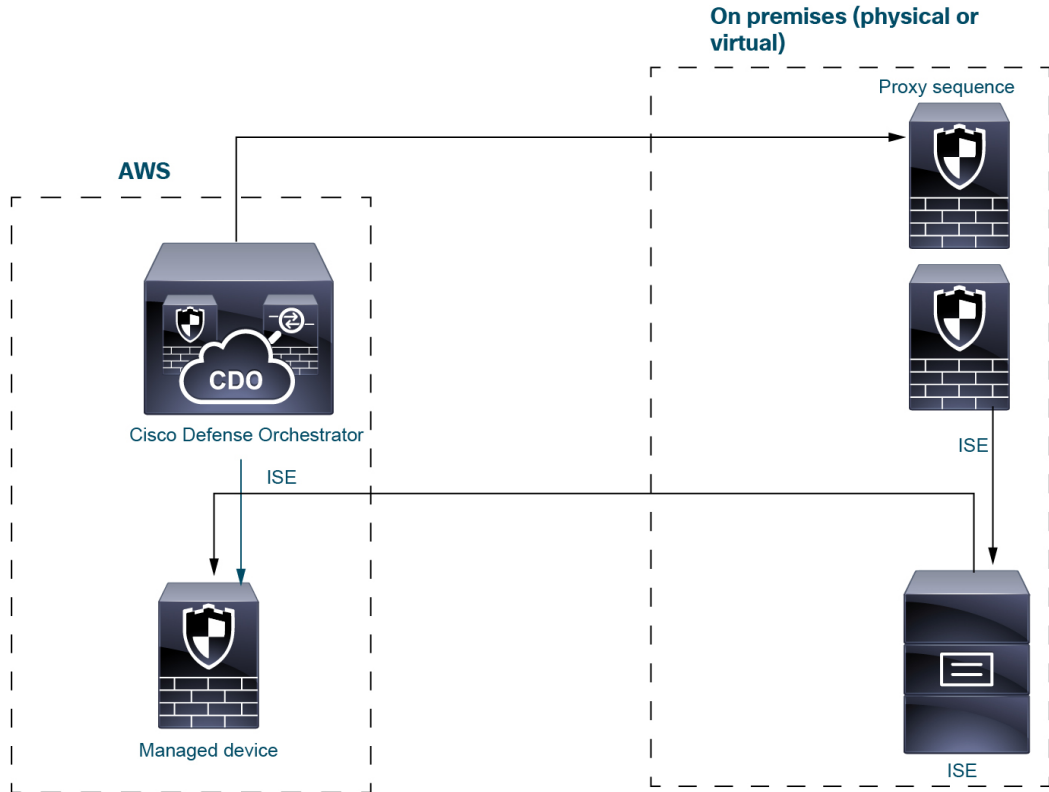 On premises (physical or
virtual)
Proxy sequence
AWS
CDO
Cisco Defense Orchestrator
ISE
ISE
Managed device
ISE